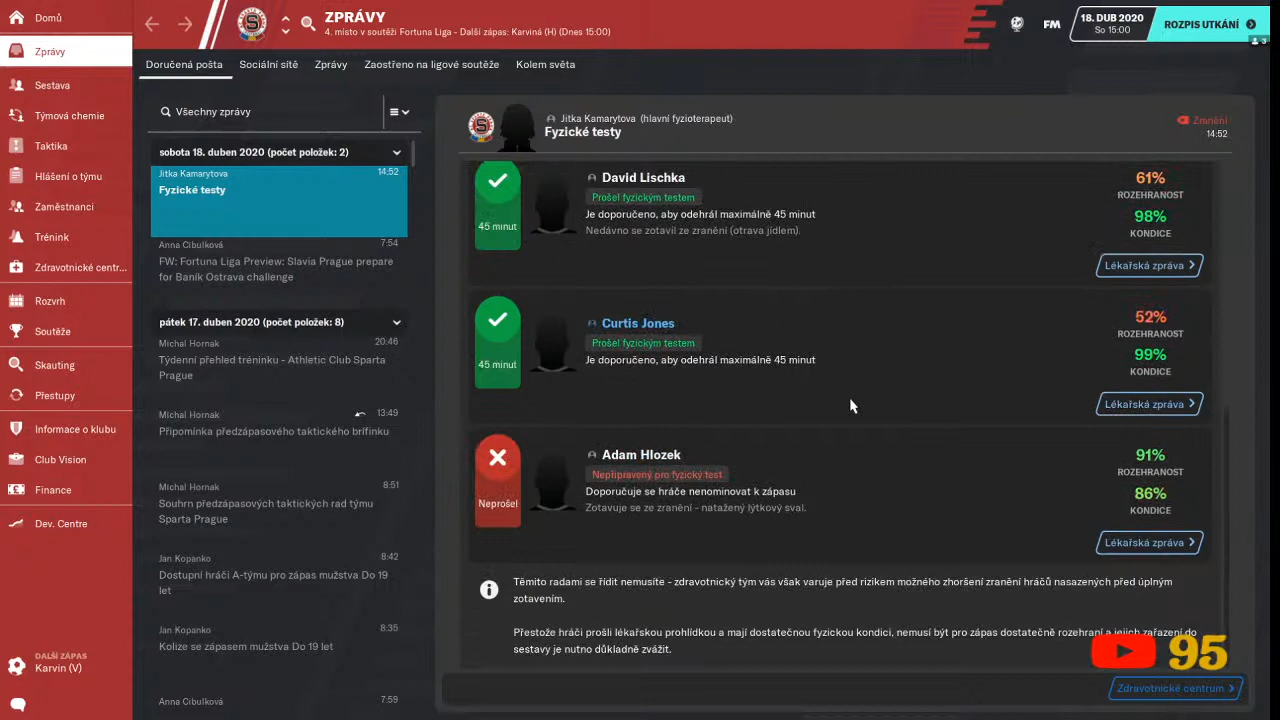 Domů
Zprávy
Sestava
Týmová chemie
Taktika
Hlášení o týmu
Zaměstnanci
Trénink
Zdravotnické centr...
Rozvrh
Soutěže
Skauting
Přestupy
Informace o klubu
Club Vision
Finance
Dev. Centre
DALŠÍ ZÁPAS
Karvin (V)
ZPRÁVY
4. místo v soutěži Fortuna Liga - Další zápas: Karviná (H) (Dnes 15:00)
FM
18. DUB 2020
So 15:00
ROZPIS UTKÁNÍ
3
Doručená pošta
Sociální sítě
Zprávy
Zaostřeno na ligové soutěže
Kolem světa
Všechny zprávy
sobota 18. duben 2020 (počet položek: 2)
Jitka Kamarytova 14:52
Fyzické testy
Anna Cibulková 7:54
FW: Fortuna Liga Preview: Slavia Prague prepare
for Baník Ostrava challenge
pátek 17. duben 2020 (počet položek: 8)
Michal Hornak 20:46
Týdenní přehled tréninku - Athletic Club Sparta
Prague
Michal Hornak 13:49
Připomínka předzápasového taktického brífinku
Michal Hornak 8:51
Souhrn předzápasových taktických rad týmu
Sparta Prague
Jan Kopanko 8:42
Dostupní hráči A-týmu pro zápas mužstva Do 19
let
Jan Kopanko 8:35
Kolize se zápasem mužstva Do 19 let
Anna Cibulková 7:59
Jitka Kamarytova (hlavní fyzioterapeut)
Fyzické testy
Zmnění
14:52
45 minut
David Lischka
Prošel fyzickým testem
Je doporučeno, aby odehrál maximálně 45 minut
Nedávno se zotavil ze zranění (otrava jídlem).
61%
ROZEHRANOST
98%
KONDICE
Lékařská zpráva
45 minut
Curtis Jones
Prošel fyzickým testem
Je doporučeno, aby odehrál maximálně 45 minut
52%
ROZEHRANOST
99%
KONDICE
Lékařská zpráva
Neprošel
Adam Hlozek
Nepřipravený pro fyzický test
Doporučuje se hráče nenominovat k zápasu
Zotavuje se ze zranění - natažený lýtkový sval.
91%
ROZEHRANOST
86%
KONDICE
Lékařská zpráva
Těmito radami se řídit nemusíte - zdravotnický tým vás však varuje před rizikem možného zhoršení zranění hráčů nasazených před úplným
zotavením.
Přestože hráči prošli lékařskou prohlídkou a mají dostatečnou fyzickou kondici, nemusí být pro zápas dostatečně rozehraní a jejich zařazení do
sestavy je nutno důkladně zvážit.
95
Zdravotnické centrum